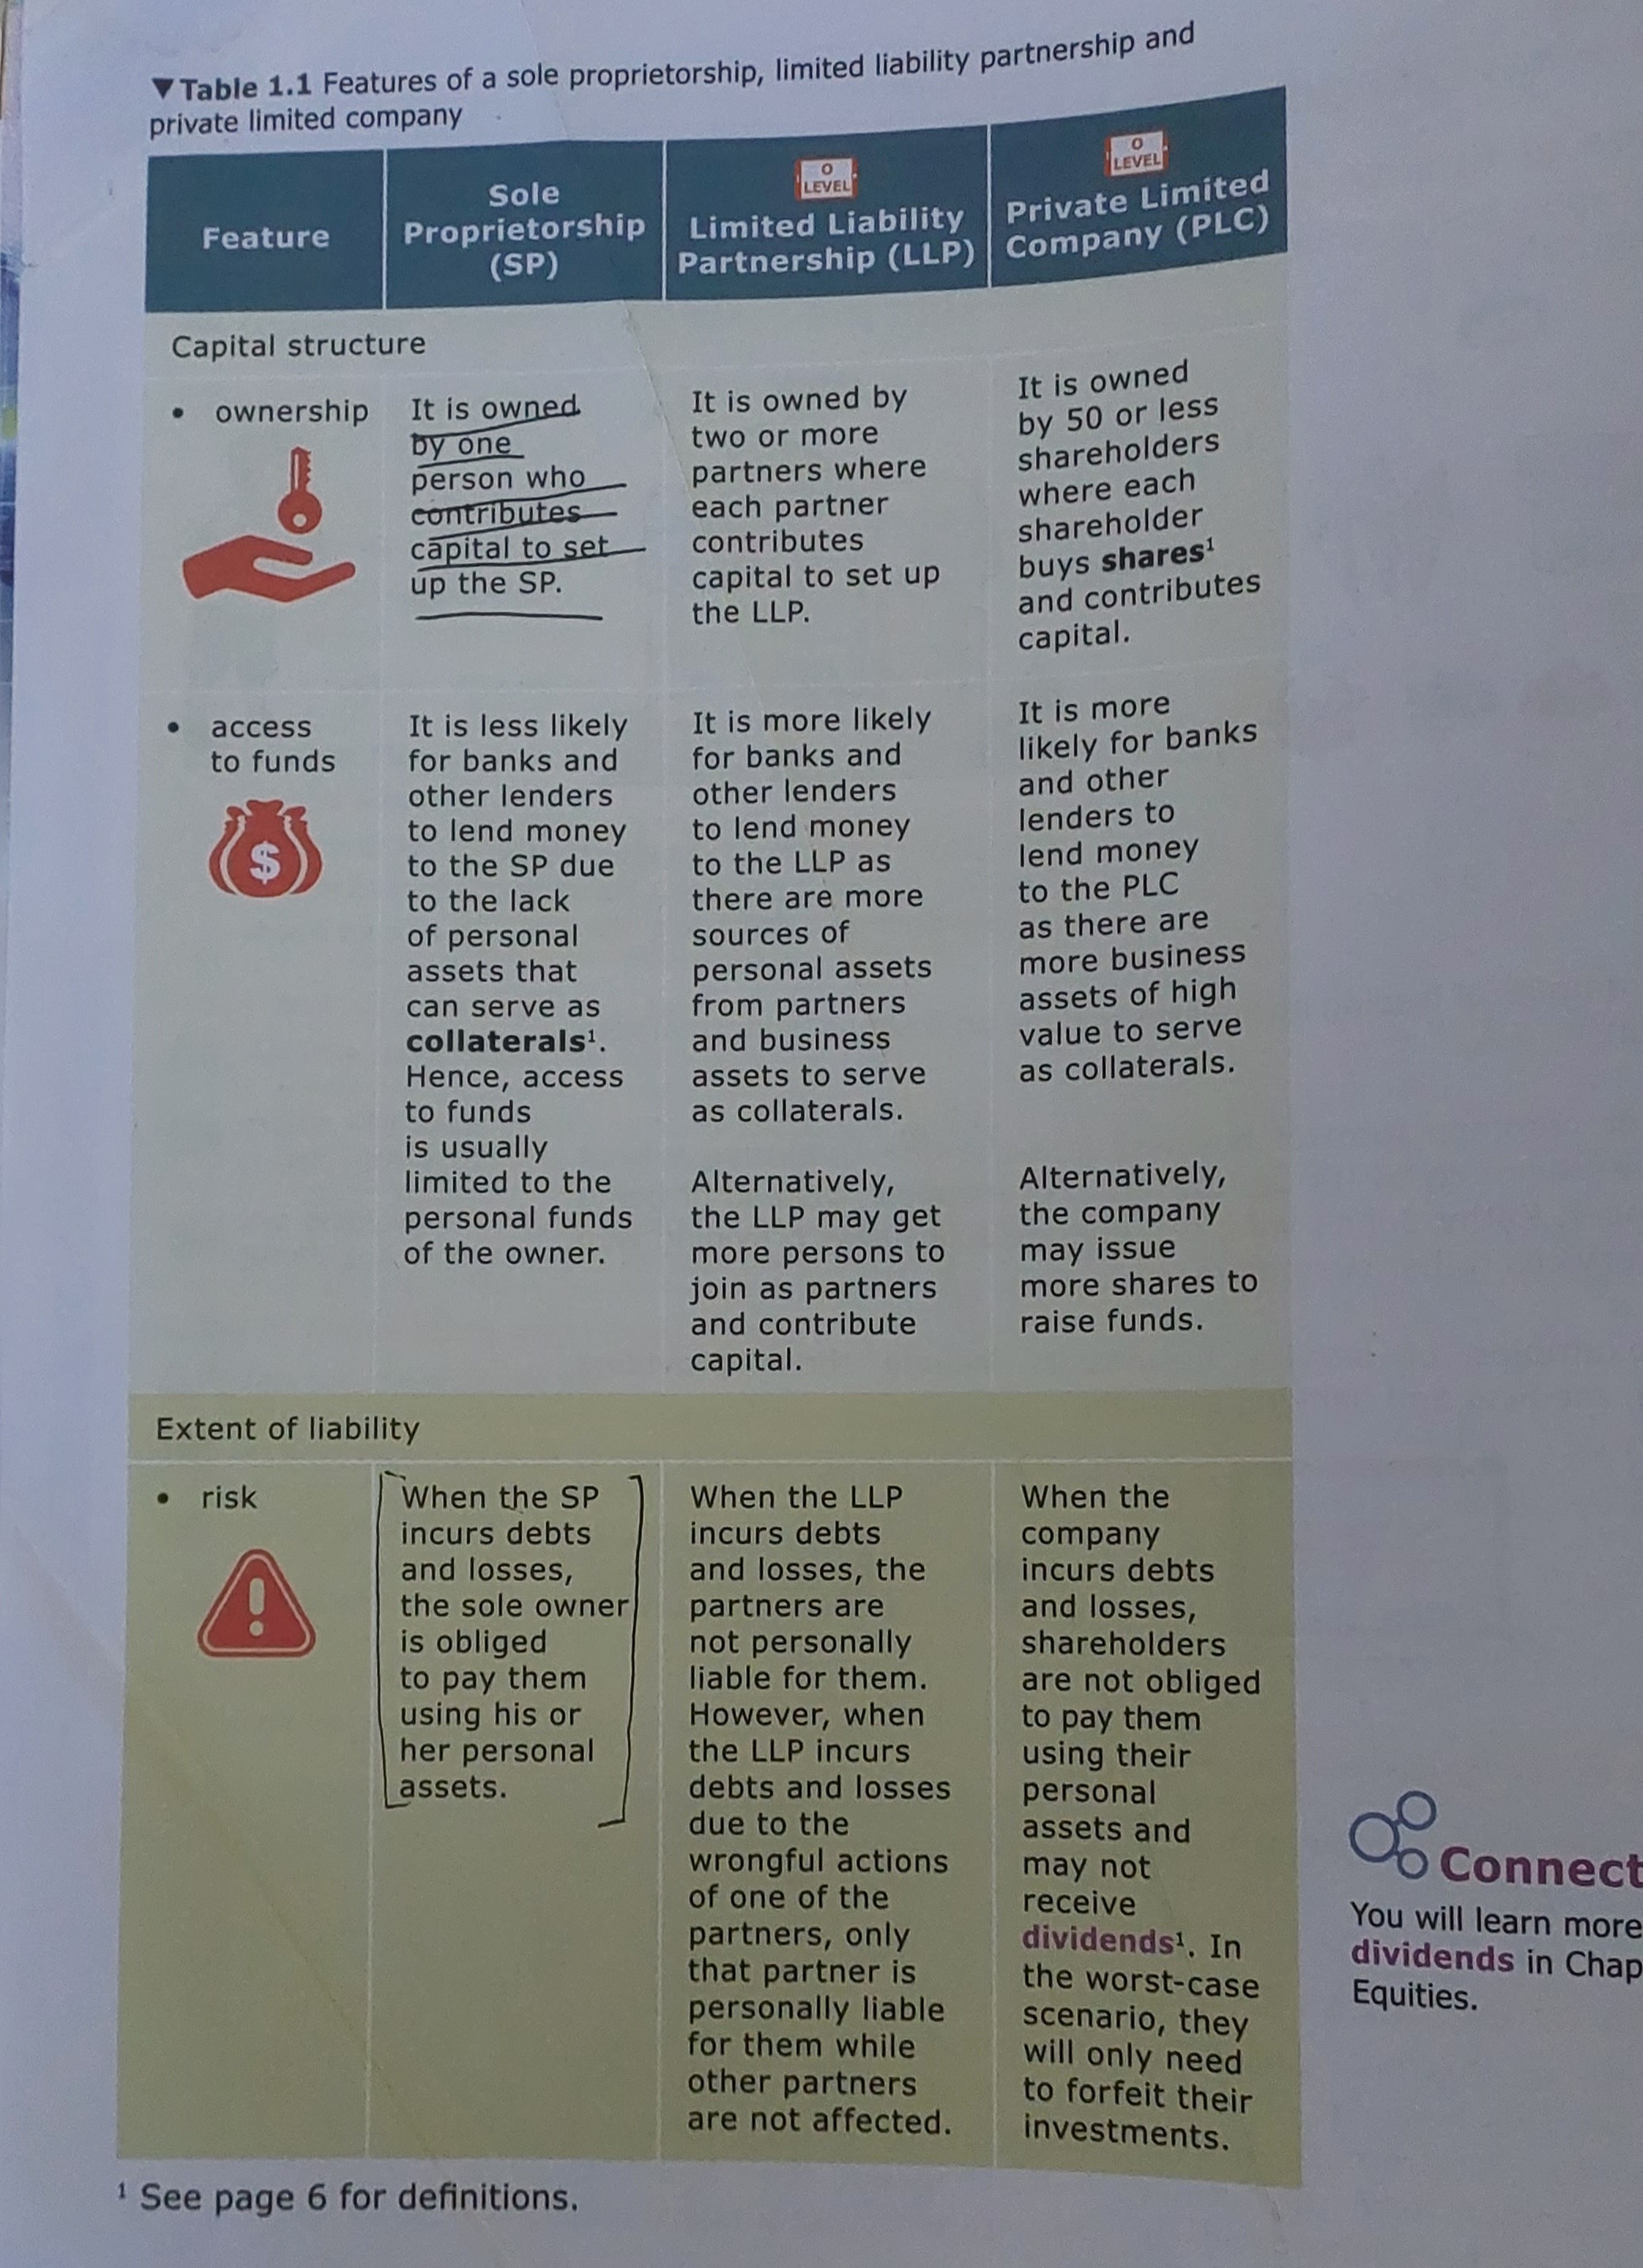 ▼Table 1.1 Features of a sole proprietorship, limited liability partnership and
private limited company
Feature
Sole
Proprietorship
(SP)
O
LEVEL
Limited Liability
Partnership (LLP)
O
LEVEL
Private Limited
Company (PLC)
Capital structure
• ownership
It is owned
by one
person who
contributes
capital to set
up the SP.
It is owned by
two or more
partners where
each partner
contributes
capital to set up
the LLP.
It is owned
by 50 or less
shareholders
where each
shareholder
buys shares¹
and contributes
capital.
• access
to funds
$
It is less likely
for banks and
other lenders
to lend money
to the SP due
to the lack
of personal
assets that
can serve as
collaterals¹.
Hence, access
to funds
is usually
limited to the
personal funds
of the owner.
It is more likely
for banks and
other lenders
to lend money
to the LLP as
there are more
sources of
personal assets
from partners
and business
assets to serve
as collaterals.
Alternatively,
the LLP may get
more persons to
join as partners
and contribute
capital.
It is more
likely for banks
and other
lenders to
lend money
to the PLC
as there are
more business
assets of high
value to serve
as collaterals.
Alternatively,
the company
may issue
more shares to
raise funds.
Extent of liability
• risk
When the SP
incurs debts
and losses,
the sole owner
is obliged
to pay them
using his or
her personal
assets.
When the LLP
incurs debts
and losses, the
partners are
not personally
liable for them.
However, when
the LLP incurs
debts and losses
due to the
wrongful actions
of one of the
partners, only
that partner is
personally liable
for them while
other partners
are not affected.
When the
company
incurs debts
and losses,
shareholders
are not obliged
to pay them
using their
personal
assets and
may not
receive
dividends¹. In
the worst-case
scenario, they
will only need
to forfeit their
investments.
Connect
You will learn more
dividends in Chap
Equities.
¹ See page 6 for definitions.